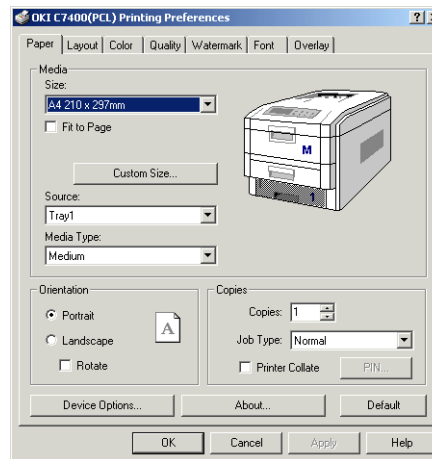 OKI C7400(PCL) Printing Preferences
Paper Layout Color Quality Watermark Font Overlay
Media
Size:
A4 210 x 297mm
Fit to Page
Custom Size...
Source:
Tray1
Media Type:
Medium
M
1
Orientation
Portrait
Landscape
Rotate
A
Copies
Copies: 1
Job Type: Normal
Printer Collate PIN...
Device Options... About... Default
OK Cancel Apply Help